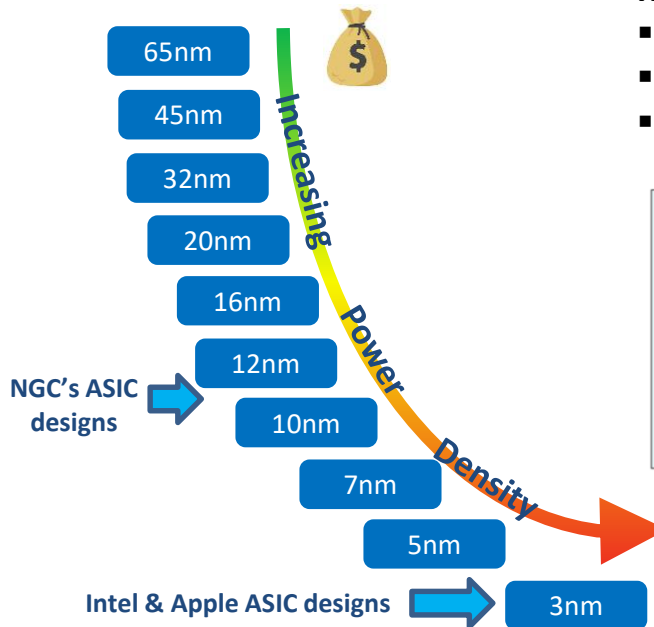 65nm
$
45nm
32nm
20nm
16nm
12nm
10nm
7nm
5nm
3nm
Increasing
Power
Density
NGC's ASIC
designs
Intel & Apple ASIC designs